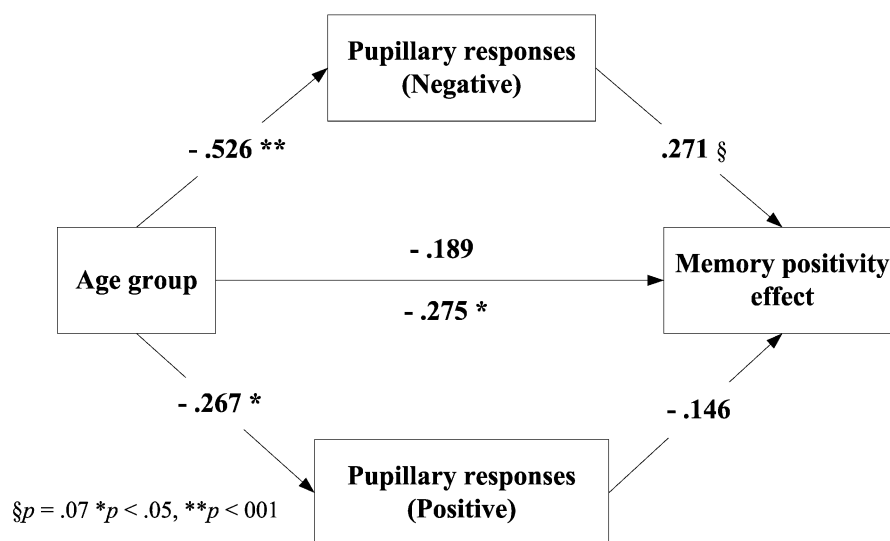 Pupillary responses
(Negative)
- .526 **
.271 §
Age group
- .189
- .275 *
Memory positivity
effect
- .267 *
- .146
Pupillary responses
(Positive)
§p = .07 *p < .05, **p < 001